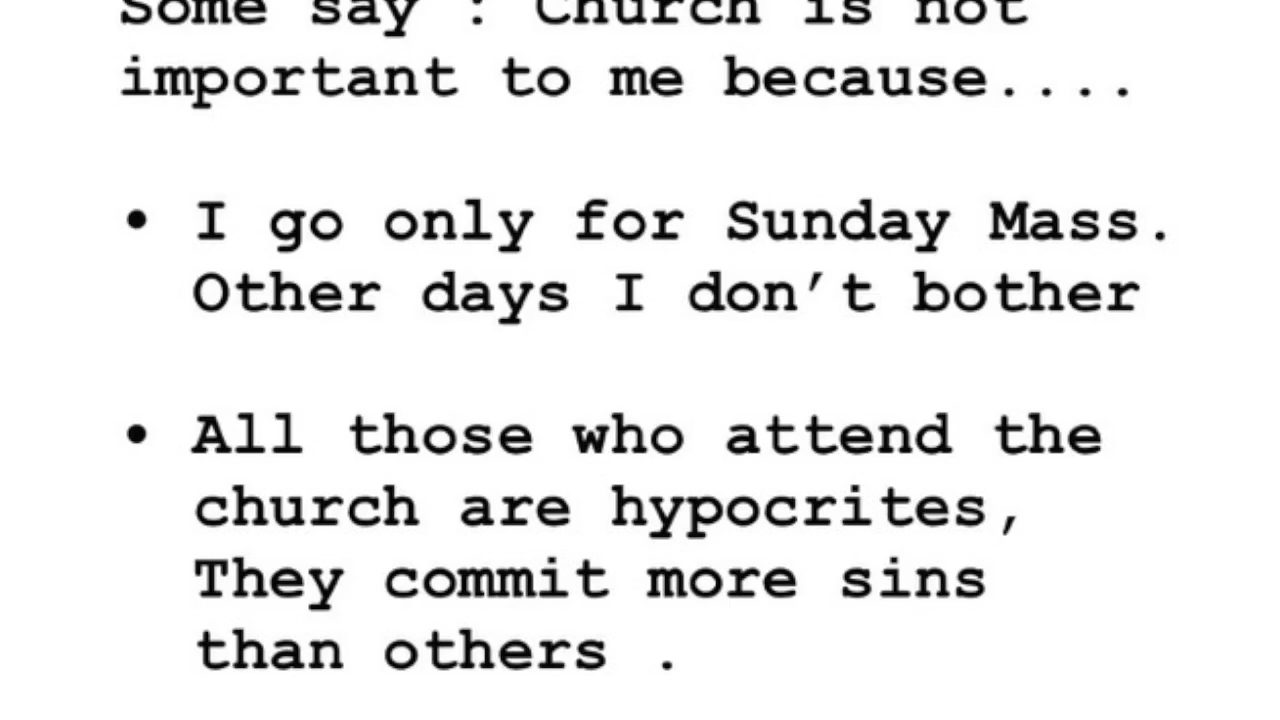 Some say : Church is not
important to me because....
• I go only for Sunday Mass.
Other days I don’t bother
• All those who attend the
church are hypocrites,
They commit more sins
than others .